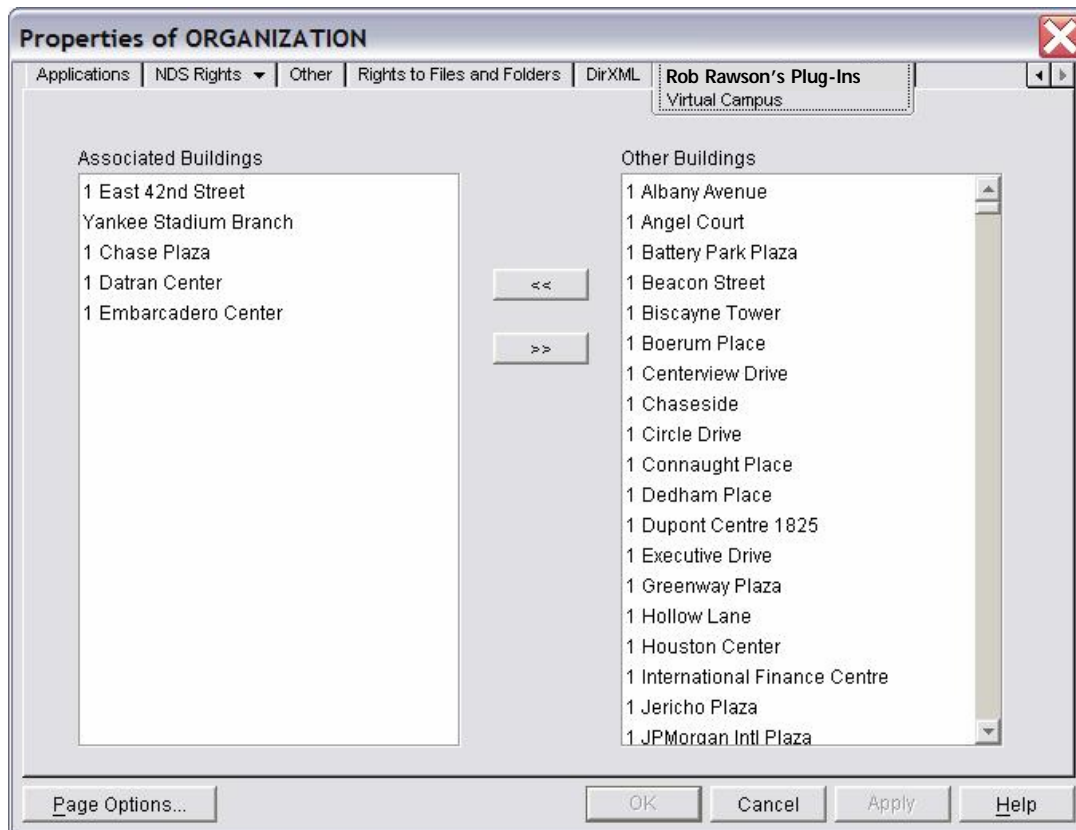 Properties of ORGANIZATION
Applications NDS Rights Other Rights to Files and Folders DirXML Rob Rawson's Plug-Ins
Virtual Campus
Associated Buildings
1 East 42nd Street
Yankee Stadium Branch
1 Chase Plaza
1 Datran Center
1 Embarcadero Center
<<
>>
Other Buildings
1 Albany Avenue
1 Angel Court
1 Battery Park Plaza
1 Beacon Street
1 Biscayne Tower
1 Boerum Place
1 Centerview Drive
1 Chaseside
1 Circle Drive
1 Connaught Place
1 Dedham Place
1 Dupont Centre 1825
1 Executive Drive
1 Greenway Plaza
1 Hollow Lane
1 Houston Center
1 International Finance Centre
1 Jericho Plaza
1 JPMorgan Intl Plaza
Page Options... OK Cancel Apply Help